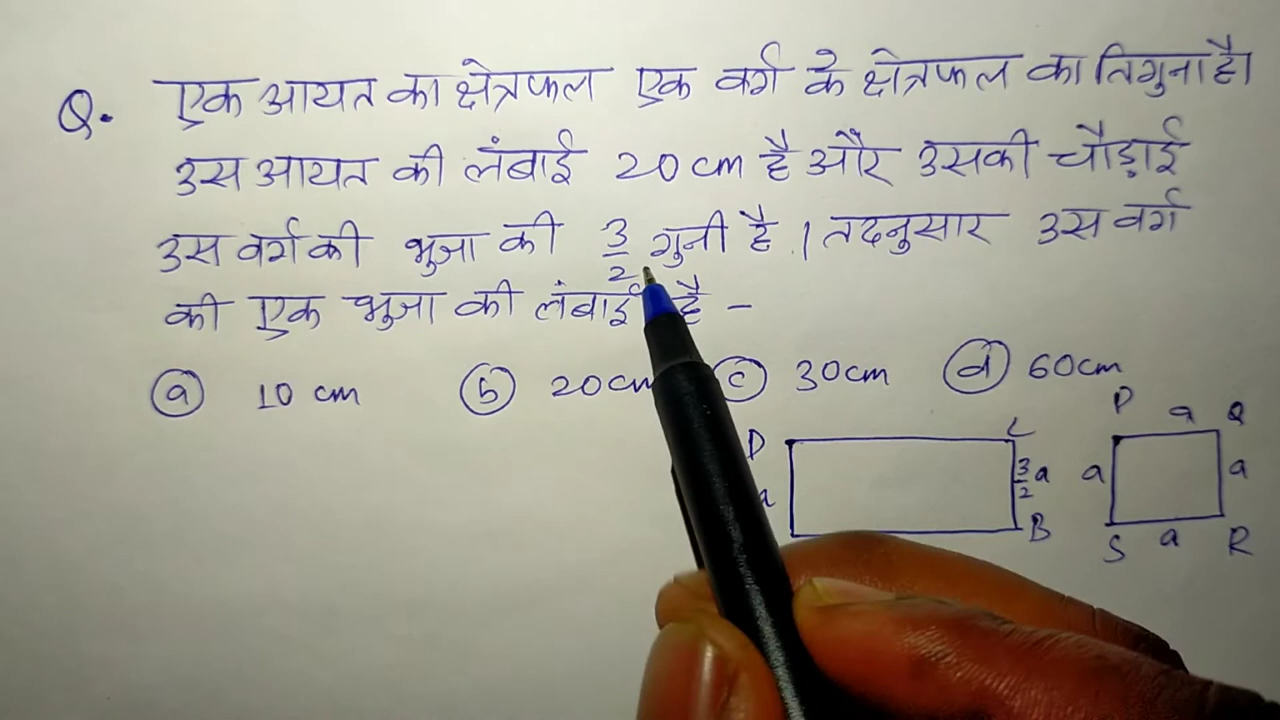 Q. एक आयत का क्षेत्रफल एक वर्ग के क्षेत्रफल का तिगुना है।
उस आयत की लंबाई 20 cm है और उसकी चौड़ाई
उस वर्ग की भुजा की 3/2 गुनी है । तदनुसार उस वर्ग
की एक भुजा की लंबाई है –
(a) 10 cm (b) 20cm (c) 30cm (d) 60cm
D C
3/2 a
B
P a Q
a a
S a R